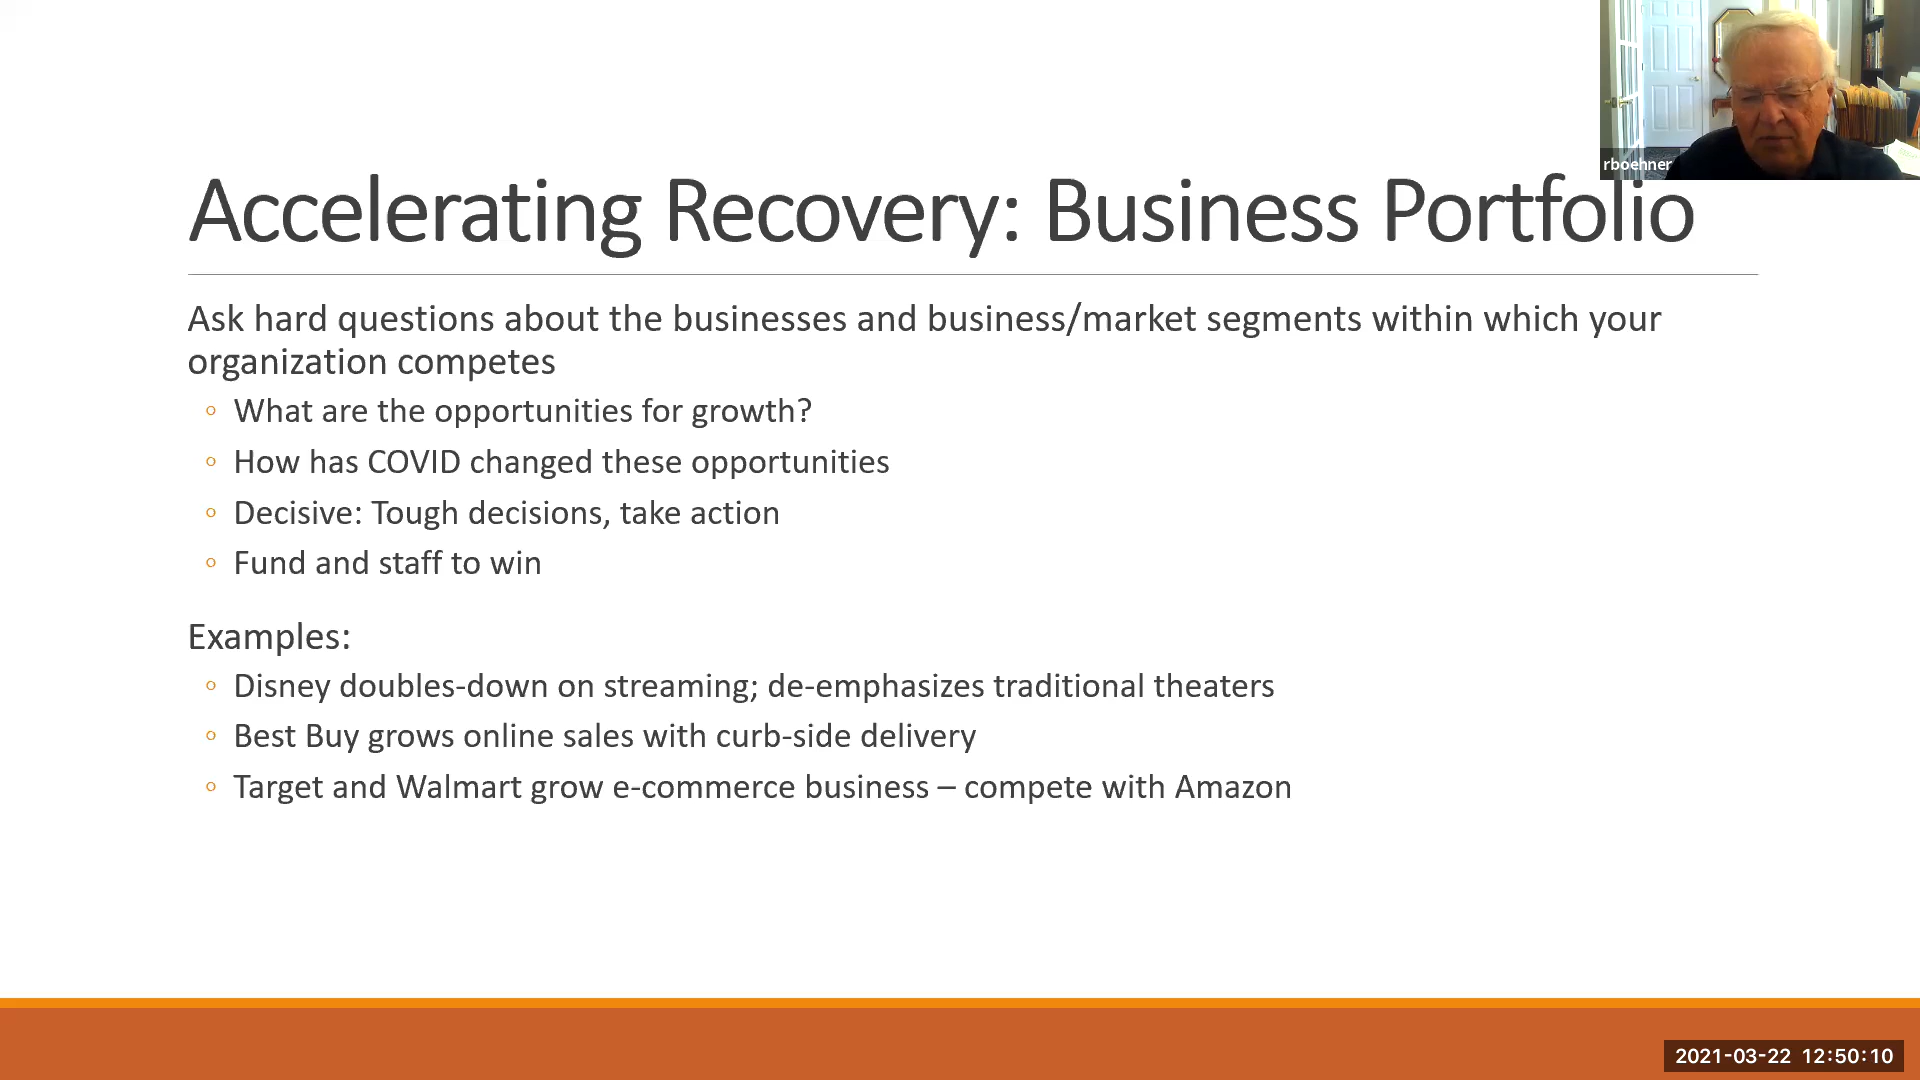 rboehner
Accelerating Recovery: Business Portfolio
Ask hard questions about the businesses and business/market segments within which your
organization competes
◦ What are the opportunities for growth?
◦ How has COVID changed these opportunities
◦ Decisive: Tough decisions, take action
◦ Fund and staff to win
Examples:
◦ Disney doubles-down on streaming; de-emphasizes traditional theaters
◦ Best Buy grows online sales with curb-side delivery
◦ Target and Walmart grow e-commerce business – compete with Amazon
2021-03-22 12:50:10